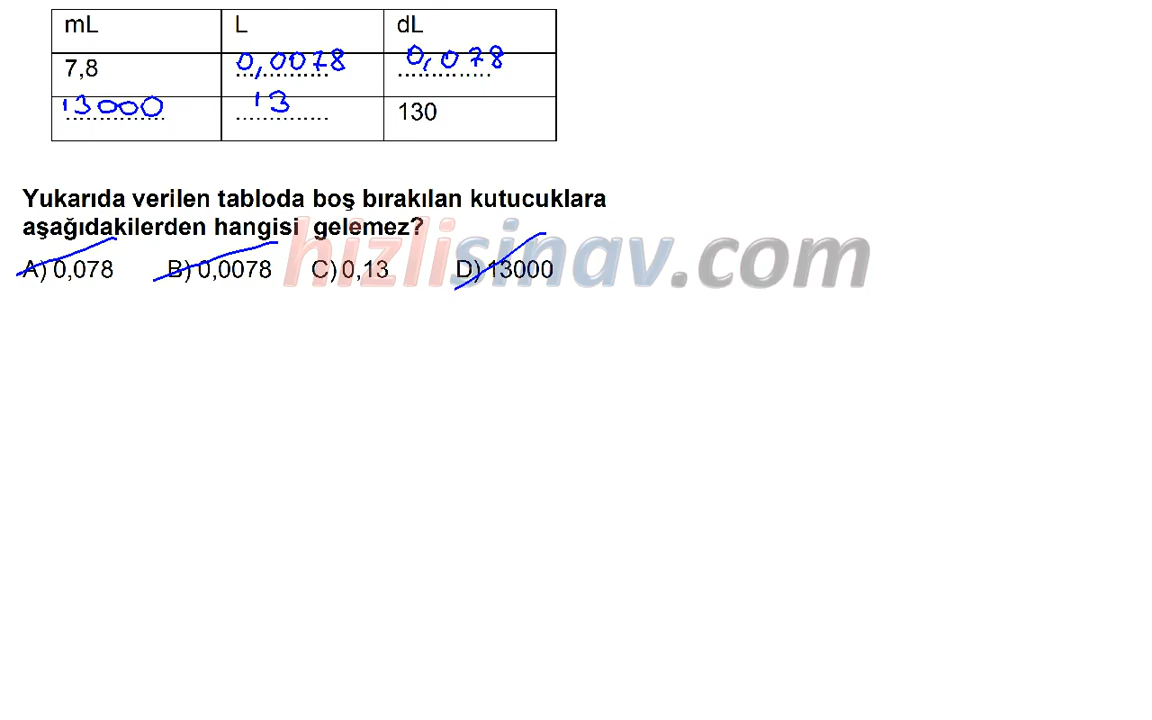 mL L dL
7,8 0,0078 0,078
13000 13 130
Yukarıda verilen tabloda boş bırakılan kutucuklara
aşağıdakilerden hangisi gelemez?
A) 0,078 B) 0,0078 C) 0,13 D) 13000
hizlisinav.com